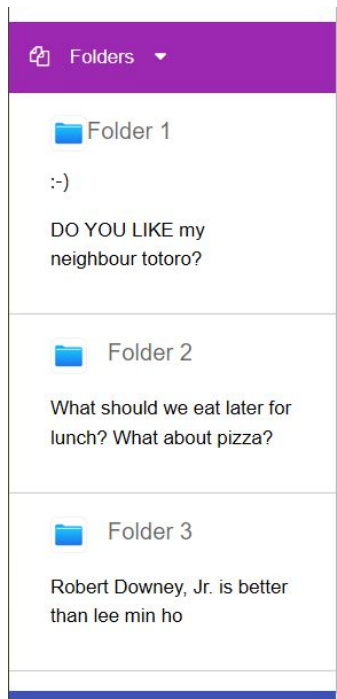 Folders
Folder 1
:-)
DO YOU LIKE my
neighbour totoro?
Folder 2
What should we eat later for
lunch? What about pizza?
Folder 3
Robert Downey, Jr. is better
than lee min ho